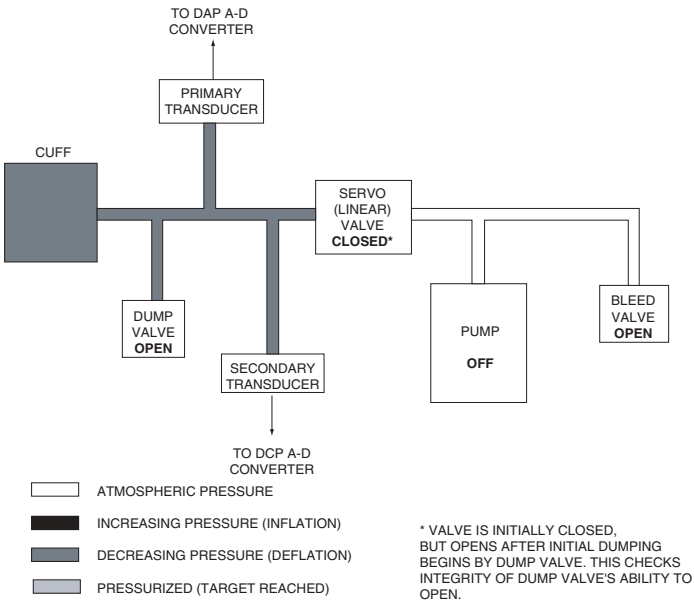 TO DAP A-D
CONVERTER
PRIMARY
TRANSDUCER
CUFF
SERVO
(LINEAR)
VALVE
CLOSED*
DUMP
VALVE
OPEN
PUMP
OFF
BLEED
VALVE
OPEN
SECONDARY
TRANSDUCER
TO DCP A-D
CONVERTER
ATMOSPHERIC PRESSURE
INCREASING PRESSURE (INFLATION)
DECREASING PRESSURE (DEFLATION)
PRESSURIZED (TARGET REACHED)
* VALVE IS INITIALLY CLOSED,
BUT OPENS AFTER INITIAL DUMPING
BEGINS BY DUMP VALVE. THIS CHECKS
INTEGRITY OF DUMP VALVE'S ABILITY TO
OPEN.